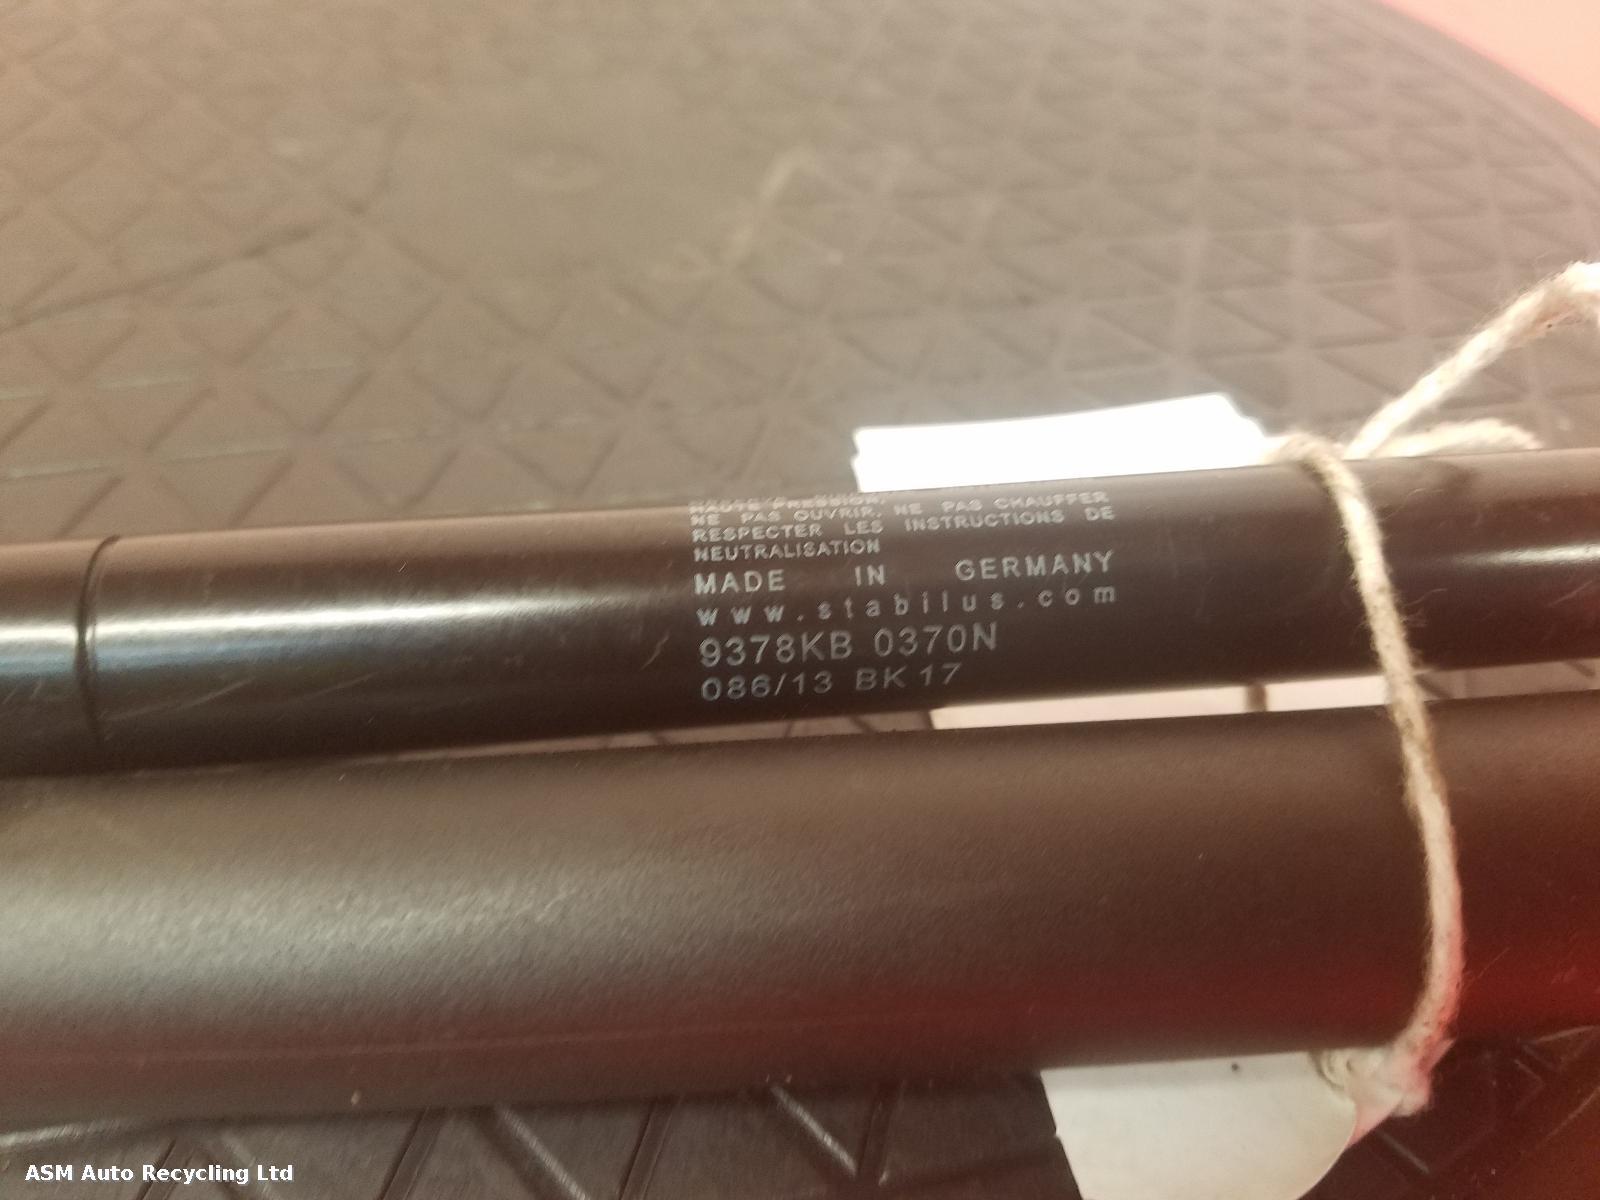 HAUTE PRESSION.
NE PAS OUVRIR. NE PAS CHAUFFER
RESPECTER LES INSTRUCTIONS DE
NEUTRALISATION
MADE IN GERMANY
www.stabilus.com
9378KB 0370N
086/13 BK17
ASM Auto Recycling Ltd